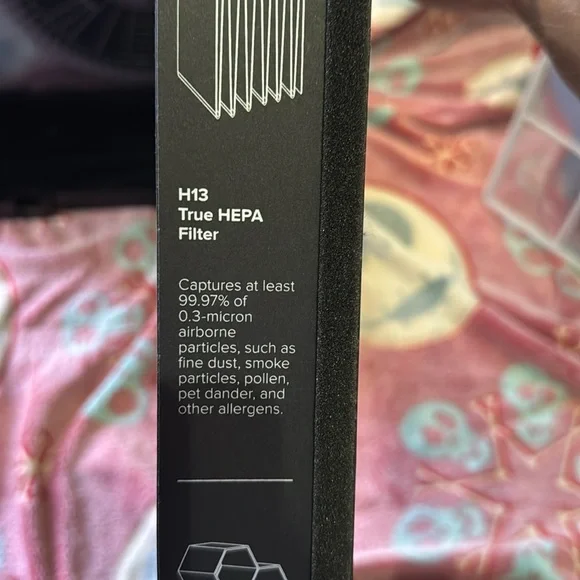 H13
True HEPA
Filter
Captures at least
99.97% of
0.3-micron
airborne
particles, such as
fine dust, smoke
particles, pollen,
pet dander, and
other allergens.